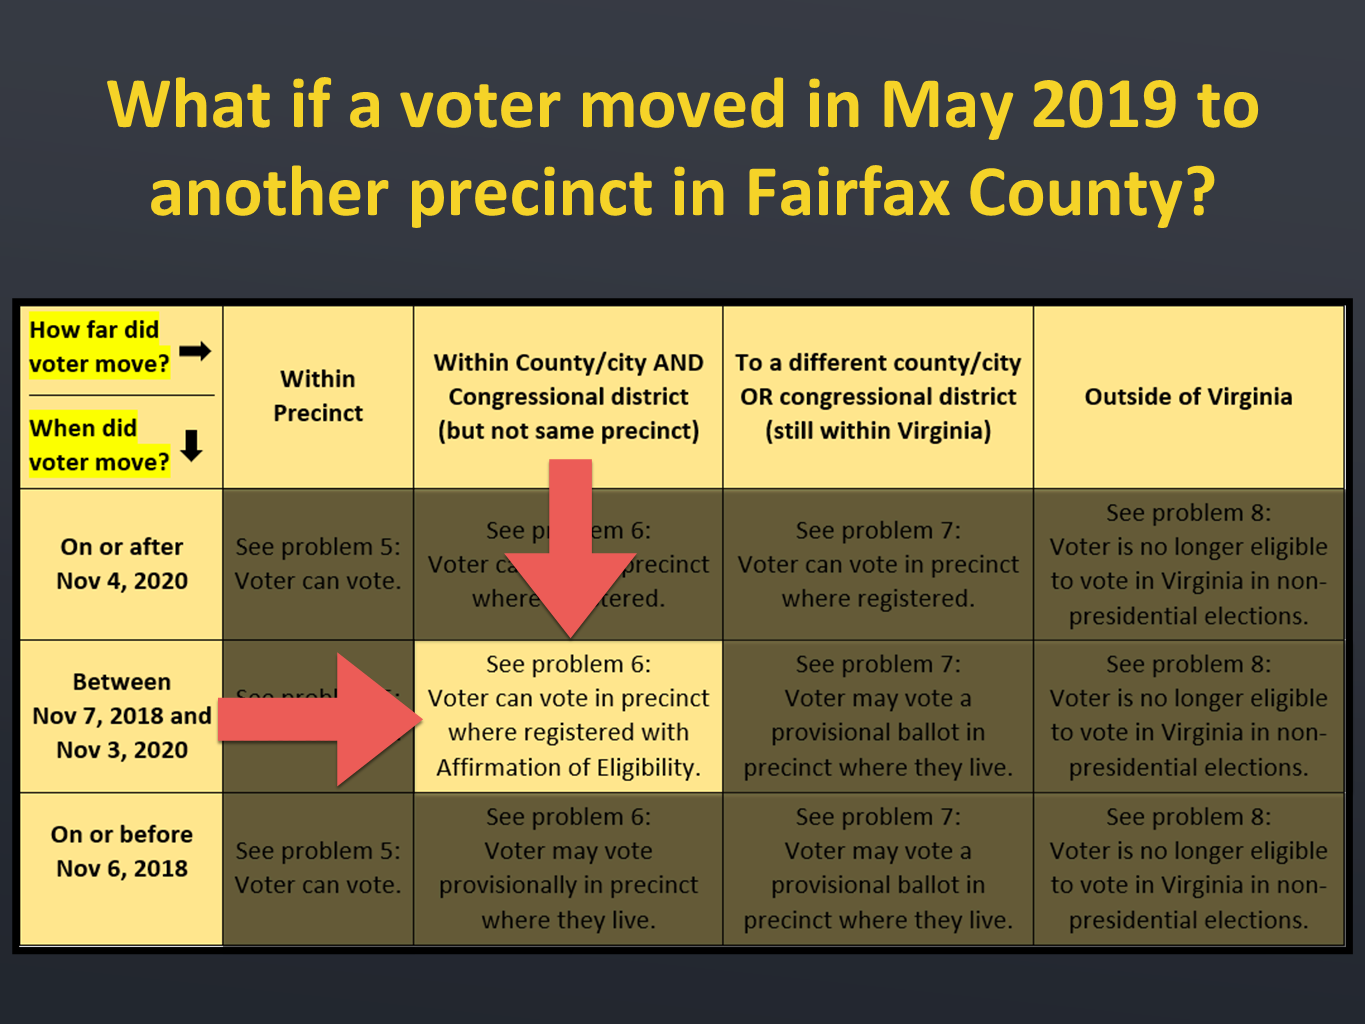 What if a voter moved in May 2019 to
another precinct in Fairfax County?
How far did
voter move?
When did
voter move?
Within
Precinct
Within County/city AND
Congressional district
(but not same precinct)
To a different county/city
OR congressional district
(still within Virginia)
Outside of Virginia
On or after
Nov 4, 2020
See problem 5:
Voter can vote.
See problem 6:
Voter precinct
where
See problem 7:
Voter can vote in precinct
where registered.
See problem 8:
Voter is no longer eligible
to vote in Virginia in non-
presidential elections.
Between
Nov 7, 2018 and
Nov 3, 2020
See
See problem 6:
Voter can vote in precinct
where registered with
Affirmation of Eligibility.
See problem 7:
Voter may vote a
provisional ballot in
precinct where they live.
See problem 8:
Voter is no longer eligible
to vote in Virginia in non-
presidential elections.
On or before
Nov 6, 2018
See problem 5:
Voter can vote.
See problem 6:
Voter may vote
provisionally in precinct
where they live.
See problem 7:
Voter may vote a
provisional ballot in
precinct where they live.
See problem 8:
Voter is no longer eligible
to vote in Virginia in non-
presidential elections.